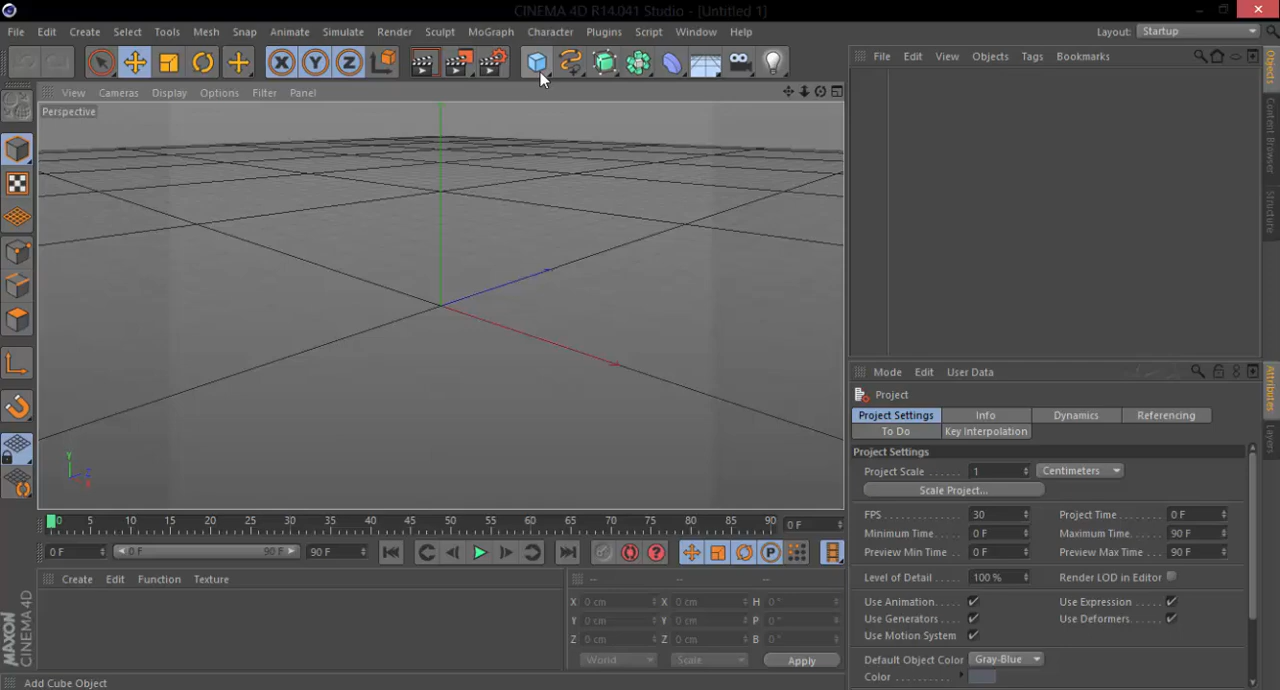 CINEMA 4D R14.041 Studio - [Untitled 1]
File Edit Create Select Tools Mesh Snap Animate Simulate Render Sculpt MoGraph Character Plugins Script Window Help Layout: Startup
View Cameras Display Options Filter Panel
Perspective
Y
Z
X
0 5 10 15 20 25 30 35 40 45 50 55 60 65 70 75 80 85 90 0 F
0 F 0 F 90 F 90 F
Create Edit Function Texture
-- -- --
X 0 cm X 0 cm H 0 °
Y 0 cm Y 0 cm P 0 °
Z 0 cm Z 0 cm B 0 °
World Scale Apply
MAXON
CINEMA 4D
Add Cube Object
File Edit View Objects Tags Bookmarks
Objects
Content Browser
Structure
Mode Edit User Data
Attributes
Layers
Project
Project Settings Info Dynamics Referencing
To Do Key Interpolation
Project Settings
Project Scale 1 Centimeters
Scale Project...
FPS 30 Project Time 0 F
Minimum Time 0 F Maximum Time 90 F
Preview Min Time 0 F Preview Max Time 90 F
Level of Detail 100 % Render LOD in Editor
Use Animation Use Expression
Use Generators Use Deformers
Use Motion System
Default Object Color Gray-Blue
Color